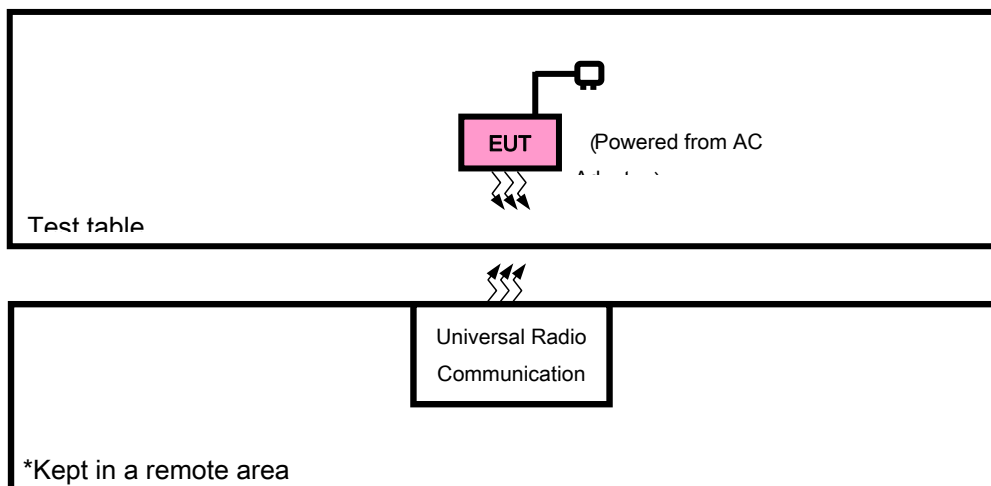 EUT
(Powered from AC
Test table
Universal Radio
Communication
*Kept in a remote area